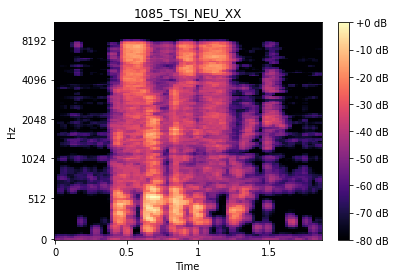 1085_TSI_NEU_XX
8192
4096
2048
1024
512
0
Hz
0
0.5
1
1.5
Time
+0 dB
-10 dB
-20 dB
-30 dB
-40 dB
-50 dB
-60 dB
-70 dB
-80 dB